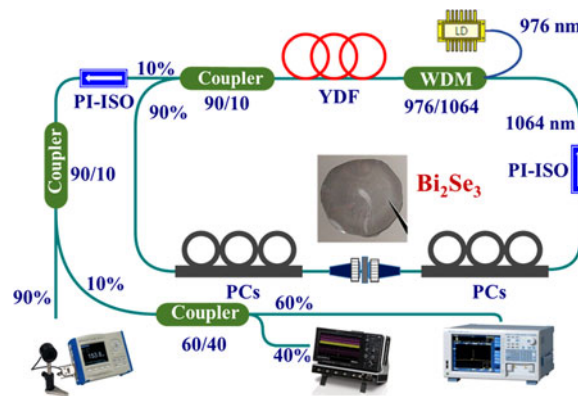 LD
976 nm
10%
Coupler
90/10
YDF
WDM
976/1064
PI-ISO
90%
1064 nm
Coupler
90/10
Bi₂Se₃
PI-ISO
PCs
PCs
10%
90%
Coupler
60/40
60%
40%